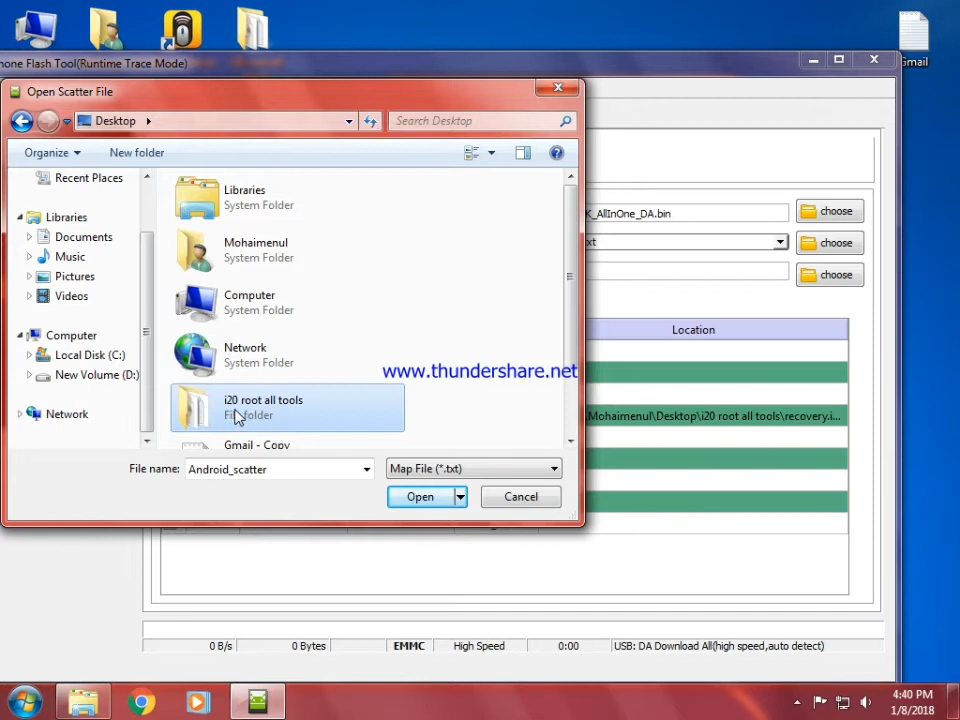 Gmail
hone Flash Tool(Runtime Trace Mode)
Open Scatter File
Desktop
Search Desktop
Organize
New folder
Recent Places
Libraries
Documents
Music
Pictures
Videos
Computer
Local Disk (C:)
New Volume (D:)
Network
Libraries
System Folder
Mohaimenul
System Folder
Computer
System Folder
Network
System Folder
i20 root all tools
File folder
Gmail - Copy
File name:
Android_scatter
Map File (*.txt)
Open
Cancel
K_AllInOne_DA.bin
choose
xt
choose
choose
Location
www.thundershare.net
Mohaimenul\Desktop\i20 root all tools\recovery.i...
0 B/s
0 Bytes
EMMC
High Speed
0:00
USB: DA Download All(high speed,auto detect)
4:40 PM
1/8/2018